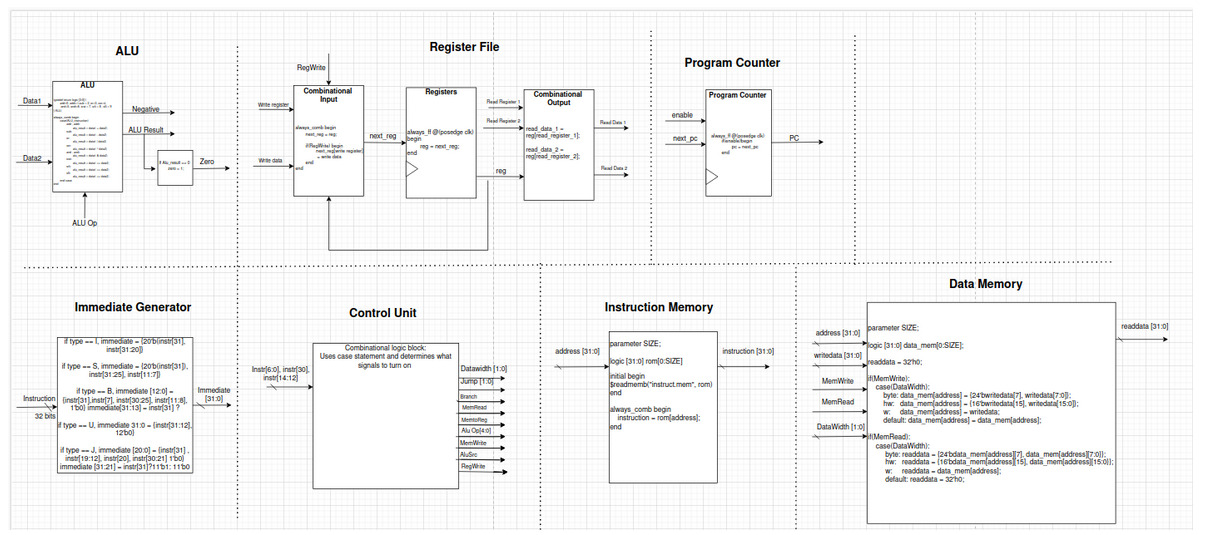 ALU
ALU
Data1
Data2
Negative
ALU Result
if Alu_result == 0
zero = 1;
Zero
ALU Op
Register File
RegWrite
Combinational
Input
Write register
Write data
always_comb begin
next_reg = reg;
if(RegWrite) begin
next_reg[write register]
= write data
end
end
next_reg
Registers
always_ff @(posedge clk)
begin
reg = next_reg;
end
Read Register 1
Read Register 2
reg
Combinational
Output
read_data_1 =
reg[read_register_1];
read_data_2 =
reg[read_register_2];
Read Data 1
Read Data 2
Program Counter
enable
next_pc
Program Counter
always_ff @(posedge clk)
if(enable)begin
pc = next_pc;
end
PC
Immediate Generator
Instruction
32 bits
if type == I, immediate = {20'b(instr[31],
instr[31:20])
if type == S, immediate = {20'b(instr[31]),
instr[31:25], instr[11:7]}
if type == B, immediate [12:0] =
{instr[31],instr[7], instr[30:25], instr[11:8],
1'b0} immediate[31:13] = instr[31] ?
if type == U, immediate 31:0 = {instr[31:12],
12'b0}
if type == J, immediate [20:0] = {instr[31] ,
instr[19:12], instr[20], instr[30:21] 1'b0}
immediate [31:21] = instr[31]?11'b1: 11'b0
Immediate
[31:0]
Control Unit
Instr[6:0], instr[30],
instr[14:12]
Combinational logic block:
Uses case statement and determines what
signals to turn on
Datawidth [1:0]
Jump [1:0]
Branch
MemRead
MemtoReg
Alu Op[4:0]
MemWrite
AluSrc
RegWrite
Instruction Memory
address [31:0]
parameter SIZE;
logic [31:0] rom[0:SIZE]
initial begin
$readmemb("instruct.mem", rom)
end
always_comb begin
instruction = rom[address];
end
instruction [31:0]
Data Memory
address [31:0]
writedata [31:0]
MemWrite
MemRead
DataWidth [1:0]
parameter SIZE;
logic [31:0] data_mem[0:SIZE];
readdata = 32'h0;
if(MemWrite):
case(DataWidth):
byte: data_mem[address] = {24'bwritedata[7], writedata[7:0]};
hw: data_mem[address] = {16'bwritedata[15], writedata[15:0]};
w: data_mem[address] = writedata;
default: data_mem[address] = data_mem[address];
if(MemRead):
case(DataWidth):
byte: readdata = {24'bdata_mem[address][7], data_mem[address][7:0]};
hw: readdata = {16'bdata_mem[address][15], data_mem[address][15:0]};
w: readdata = data_mem[address];
default: readdata = 32'h0;
readdata [31:0]